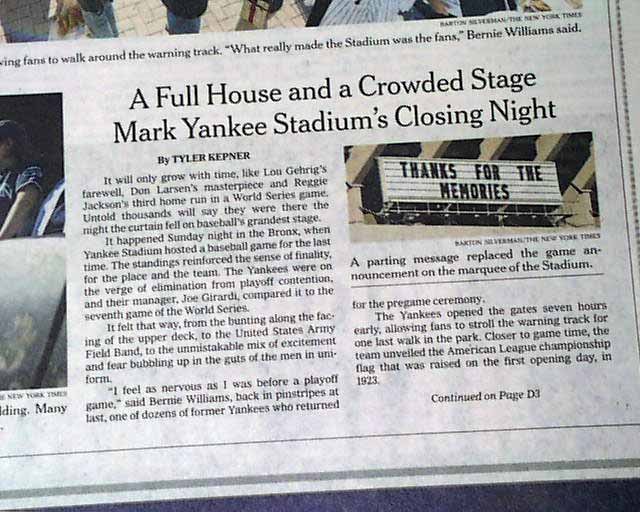 BARTON SILVERMAN/THE NEW YORK TIMES
ving fans to walk around the warning track. "What really made the Stadium was the fans," Bernie Williams said.
A Full House and a Crowded Stage
Mark Yankee Stadium's Closing Night
By TYLER KEPNER
It will only grow with time, like Lou Gehrig's
farewell, Don Larsen's masterpiece and Reggie
Jackson's third home run in a World Series game.
Untold thousands will say they were there the
night the curtain fell on baseball's grandest stage.
It happened Sunday night in the Bronx, when
Yankee Stadium hosted a baseball game for the last
time. The standings reinforced the sense of finality,
for the place and the team. The Yankees were on
the verge of elimination from playoff contention,
and their manager, Joe Girardi, compared it to the
seventh game of the World Series.
It felt that way, from the bunting along the fac-
ing of the upper deck, to the United States Army
Field Band, to the unmistakable mix of excitement
and fear bubbling up in the guts of the men in uni-
form.
"I feel as nervous as I was before a playoff
game," said Bernie Williams, back in pinstripes at
last, one of dozens of former Yankees who returned
THANKS FOR THE
MEMORIES
BARTON SILVERMAN/THE NEW YORK TIMES
A parting message replaced the game an-
nouncement on the marquee of the Stadium.
for the pregame ceremony.
The Yankees opened the gates seven hours
early, allowing fans to stroll the warning track for
one last walk in the park. Closer to game time, the
team unveiled the American League championship
flag that was raised on the first opening day, in
1923.
Continued on Page D3
E NEW YORK TIMES
lding. Many